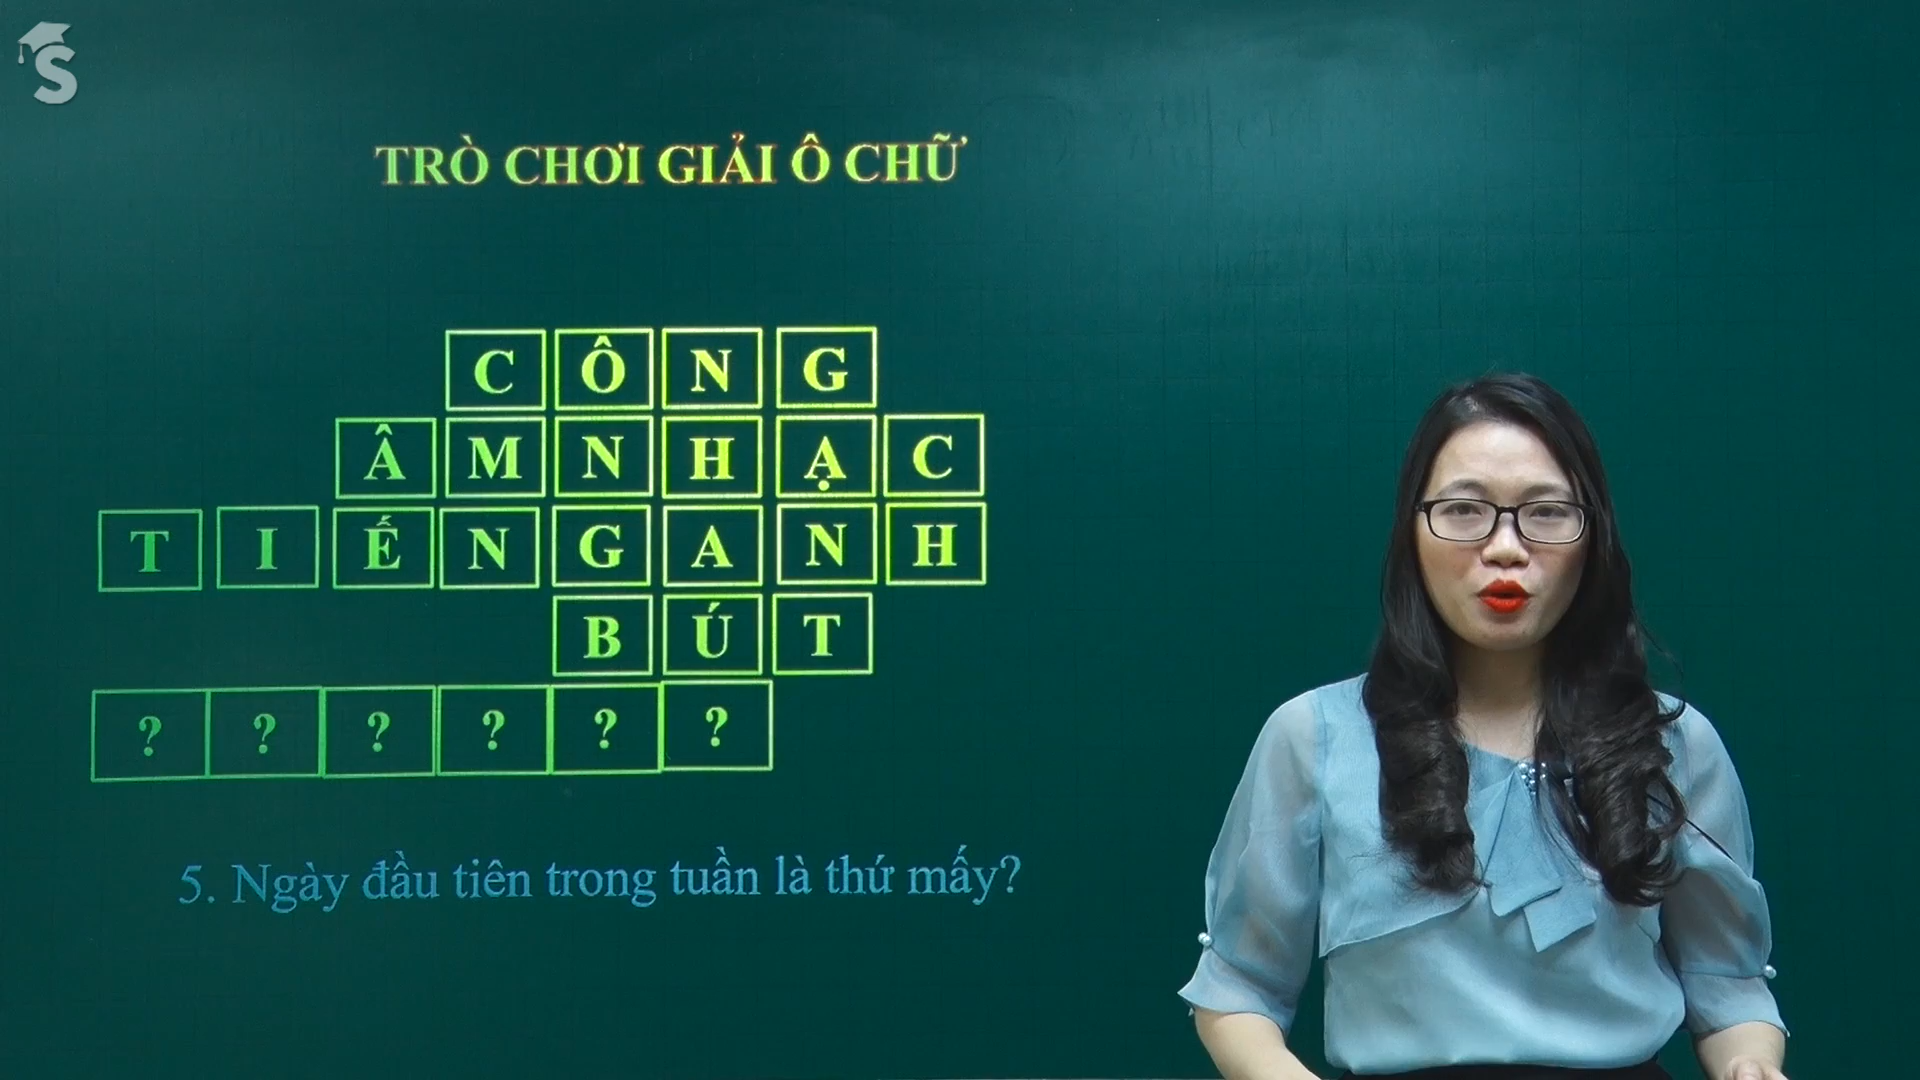 S
TRÒ CHƠI GIẢI Ô CHỮ
C Ô N G
Â M N H Ạ C
T I Ế N G A N H
B Ú T
? ? ? ? ? ?
5. Ngày đầu tiên trong tuần là thứ mấy?